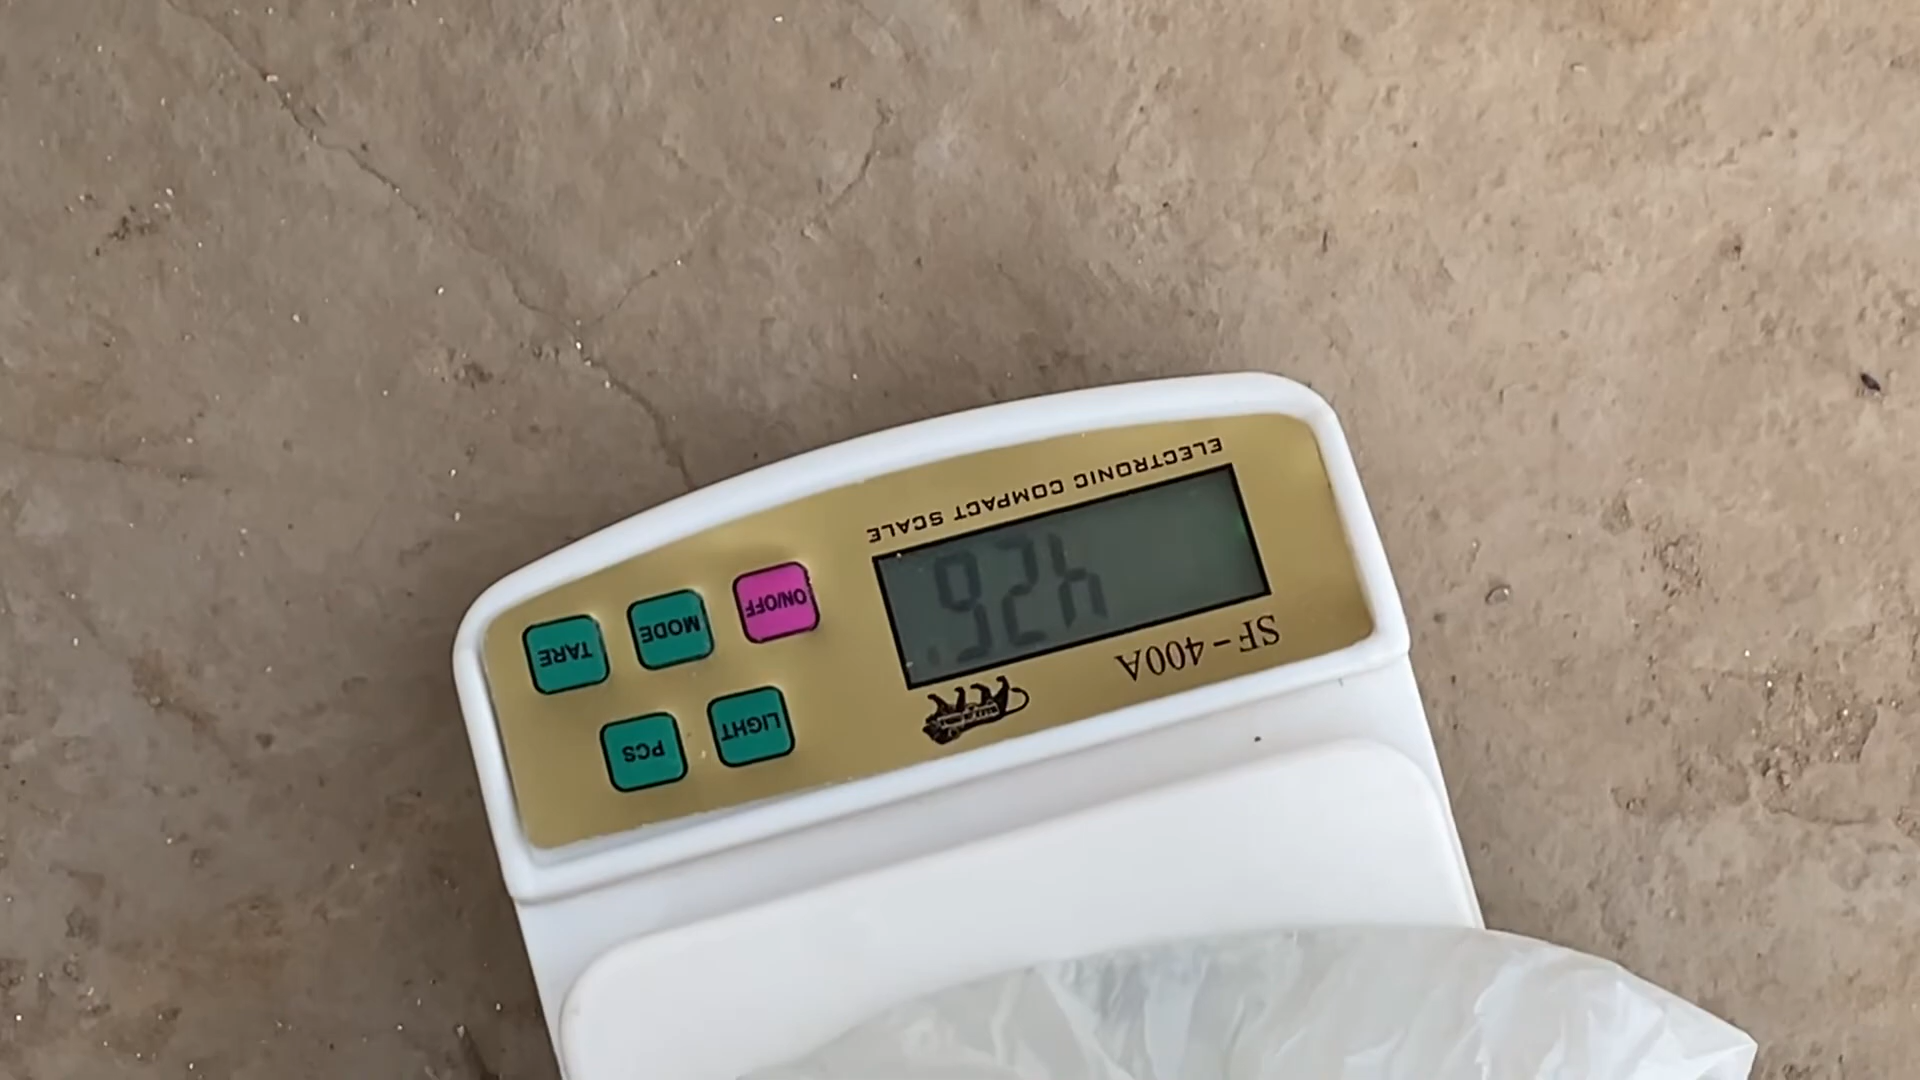 SF-400A
426
LIGHT
PCS
ON/OFF
MODE
TARE
ELECTRONIC COMPACT SCALE